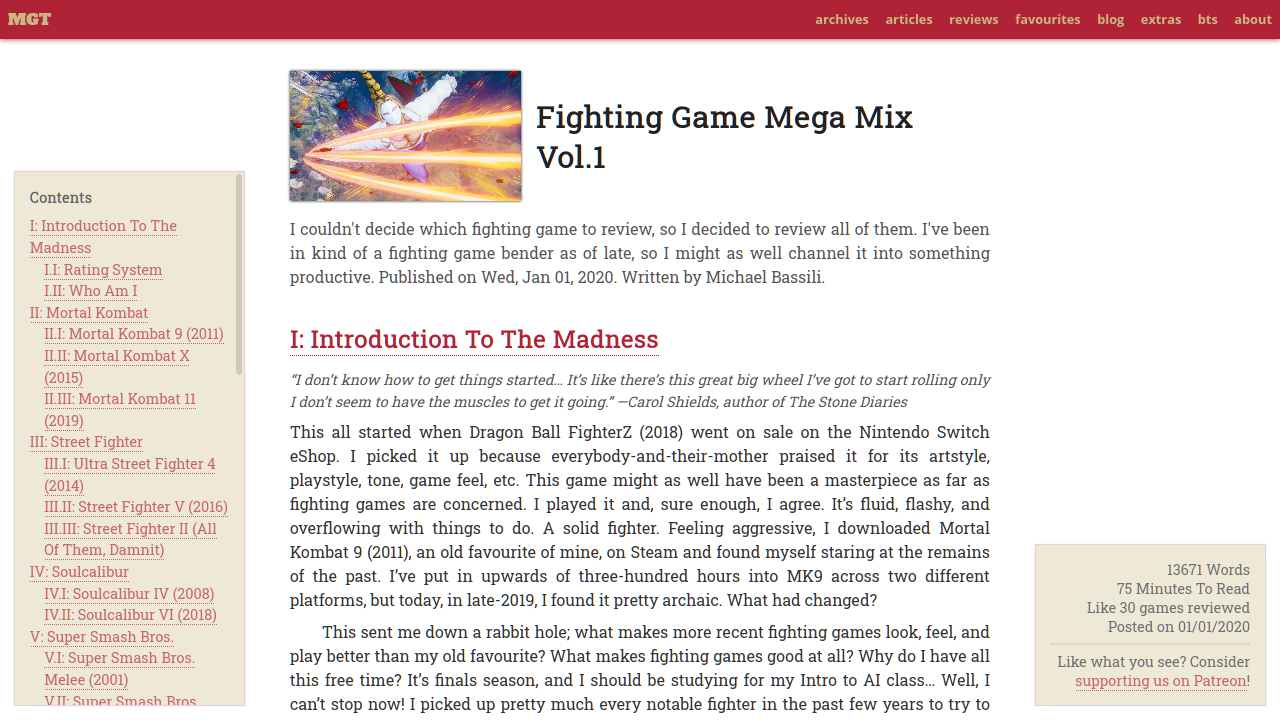 MGT
archives articles reviews favourites blog extras bts about
Fighting Game Mega Mix
Vol.1
I couldn't decide which fighting game to review, so I decided to review all of them. I've been
in kind of a fighting game bender as of late, so I might as well channel it into something
productive. Published on Wed, Jan 01, 2020. Written by Michael Bassili.
Contents
I: Introduction To The
Madness
I.I: Rating System
I.II: Who Am I
II: Mortal Kombat
II.I: Mortal Kombat 9 (2011)
II.II: Mortal Kombat X
(2015)
II.III: Mortal Kombat 11
(2019)
III: Street Fighter
III.I: Ultra Street Fighter 4
(2014)
III.II: Street Fighter V (2016)
III.III: Street Fighter II (All
Of Them, Damnit)
IV: Soulcalibur
IV.I: Soulcalibur IV (2008)
IV.II: Soulcalibur VI (2018)
V: Super Smash Bros.
V.I: Super Smash Bros.
Melee (2001)
V.II: Super Smash Bros.
I: Introduction To The Madness
“I don’t know how to get things started… It’s like there’s this great big wheel I’ve got to start rolling only
I don’t seem to have the muscles to get it going.” —Carol Shields, author of The Stone Diaries
This all started when Dragon Ball FighterZ (2018) went on sale on the Nintendo Switch
eShop. I picked it up because everybody-and-their-mother praised it for its artstyle,
playstyle, tone, game feel, etc. This game might as well have been a masterpiece as far as
fighting games are concerned. I played it and, sure enough, I agree. It’s fluid, flashy, and
overflowing with things to do. A solid fighter. Feeling aggressive, I downloaded Mortal
Kombat 9 (2011), an old favourite of mine, on Steam and found myself staring at the remains
of the past. I’ve put in upwards of three-hundred hours into MK9 across two different
platforms, but today, in late-2019, I found it pretty archaic. What had changed?
This sent me down a rabbit hole; what makes more recent fighting games look, feel, and
play better than my old favourite? What makes fighting games good at all? Why do I have all
this free time? It’s finals season, and I should be studying for my Intro to AI class… Well, I
can’t stop now! I picked up pretty much every notable fighter in the past few years to try to
13671 Words
75 Minutes To Read
Like 30 games reviewed
Posted on 01/01/2020
Like what you see? Consider
supporting us on Patreon!